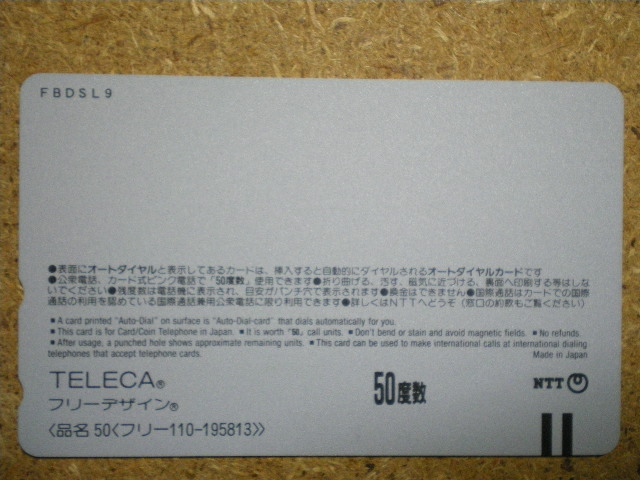 FBDSL9
●表面にオートダイヤルと表示してあるカードは、挿入すると自動的にダイヤルされるオートダイヤルカードです
●公衆電話、カード式ピンク電話で「50度数」使用できます●折り曲げる、汚す、磁気に近づける、裏面へ印刷する等はしな
いでください●残度数は電話機に表示され、目安がパンチ穴で表示されます●換金はできません●国際通話はカードでの国際
通話の利用を認めている国際通話兼用公衆電話に限り利用できます●詳しくはNTTへどうぞ（窓口の約款もご覧ください）
■ A card printed "Auto-Dial" on surface is "Auto-Dial-card" that dials automatically for you.
■ This card is for Card/Coin Telephone in Japan. ■ It is worth "50" call units. ■ Don't bend or stain and avoid magnetic fields. ■ No refunds.
■ After usage, a punched hole shows approximate remaining units. ■ This card can be used to make international calls at international dialing
telephones that accept telephone cards. Made in Japan
TELECA® 50度数 NTT
フリーデザイン®
〈品名 50〈フリー110-195813〉〉